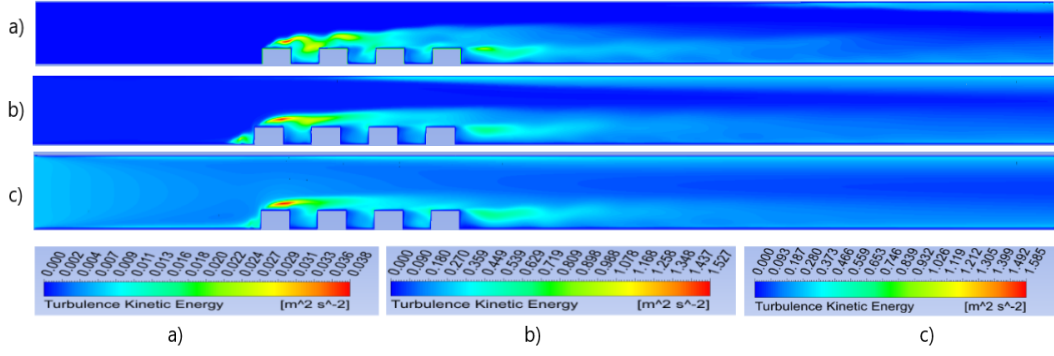 a)
b)
c)
0.000 0.002 0.004 0.007 0.009 0.011 0.013 0.016 0.018 0.020 0.022 0.024 0.027 0.029 0.031 0.033 0.036 0.038
Turbulence Kinetic Energy [m^2 s^-2]
0.000 0.090 0.180 0.270 0.359 0.449 0.539 0.629 0.719 0.809 0.898 0.988 1.078 1.168 1.258 1.348 1.437 1.527
Turbulence Kinetic Energy [m^2 s^-2]
0.000 0.093 0.187 0.280 0.373 0.466 0.559 0.653 0.746 0.839 0.932 1.026 1.119 1.212 1.305 1.399 1.492 1.585
Turbulence Kinetic Energy [m^2 s^-2]
a) b) c)